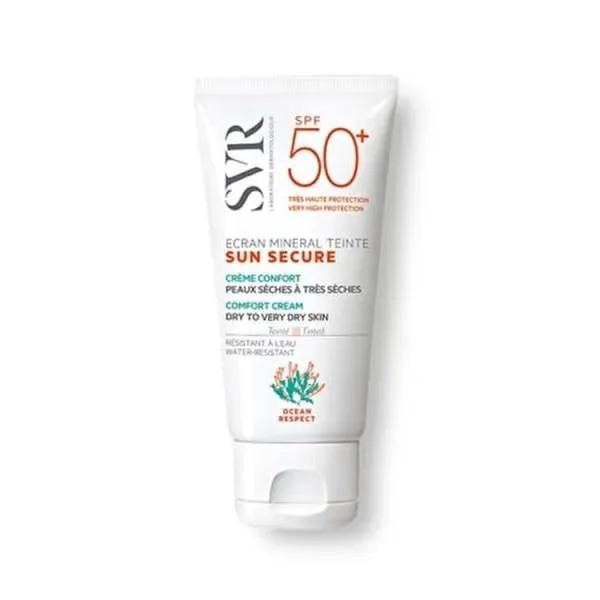 SVR
LABORATOIRE DERMATOLOGIQUE
SPF
50+
TRÈS HAUTE PROTECTION
VERY HIGH PROTECTION
ECRAN MINERAL TEINTE
SUN SECURE
CRÈME CONFORT
PEAUX SÈCHES À TRÈS SÈCHES
COMFORT CREAM
DRY TO VERY DRY SKIN
Teinté Tinted
RÉSISTANT À L'EAU
WATER-RESISTANT
OCEAN
RESPECT